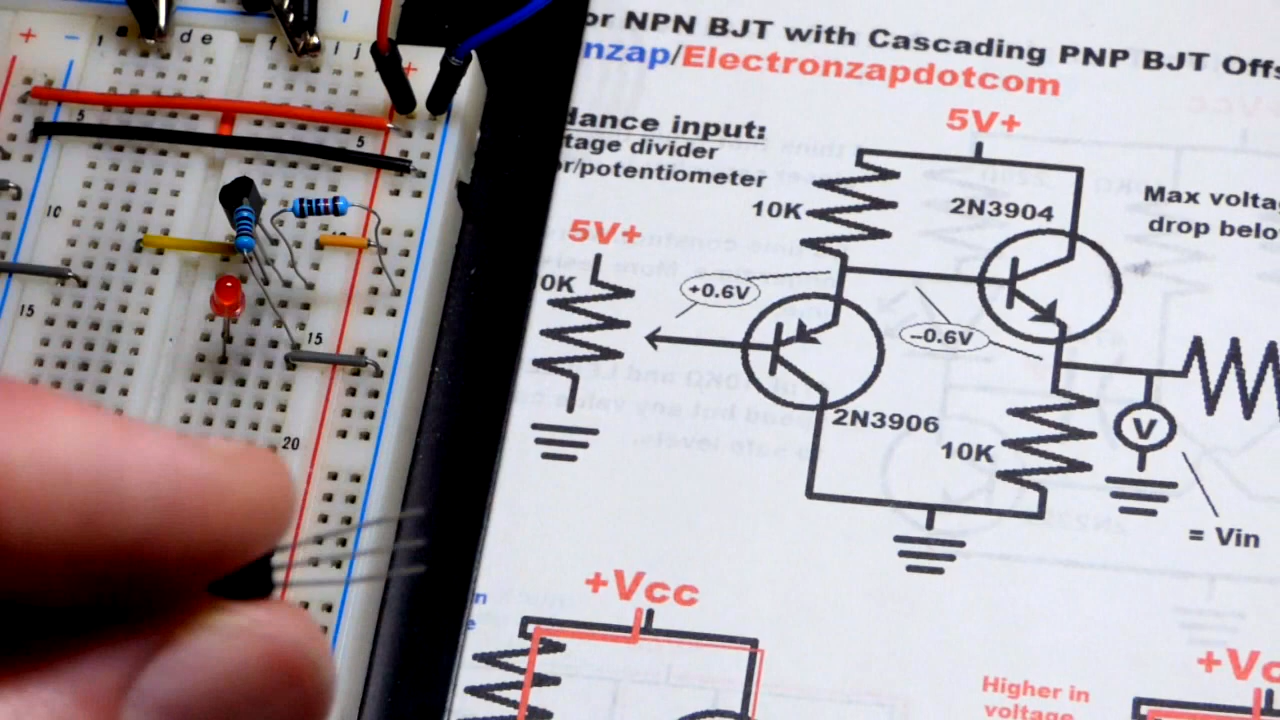 + − a d e f i j +
5 5
10
15 15
20
or NPN BJT with Cascading PNP BJT Offs
nzap/Electronzapdotcom
dance input:
tage divider
or/potentiometer
5V+
10K
2N3904
Max volta
drop belo
5V+
0K
+0.6V
−0.6V
2N3906
10K
V
= Vin
+Vcc
n
e
Higher in
voltage
+Vc